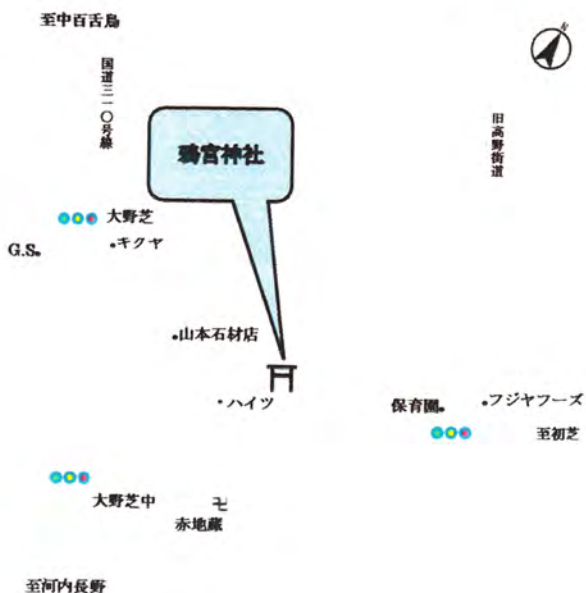 至中百舌鳥
N
国道三一〇号線
旧高野街道
鴉宮神社
大野芝
G.S.
キクヤ
山本石材店
ハイツ
保育園
フジヤフーズ
至初芝
大野芝中
赤地蔵
至河内長野